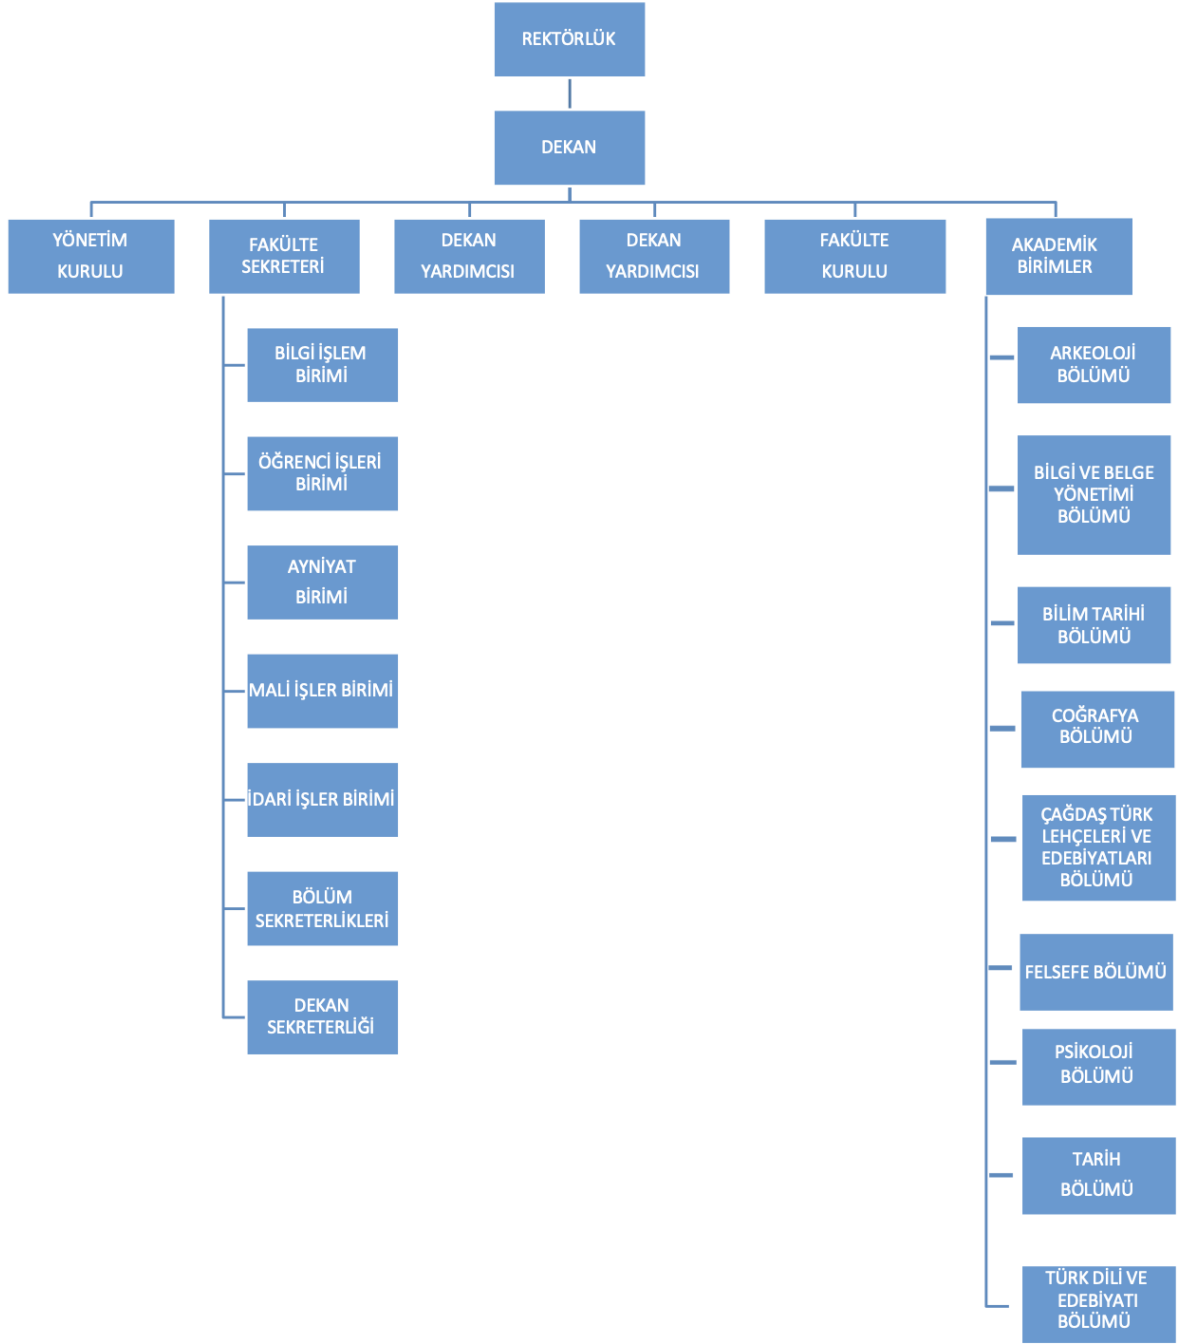 REKTÖRLÜK
DEKAN
YÖNETİM
KURULU
FAKÜLTE
SEKRETERİ
DEKAN
YARDIMCISI
DEKAN
YARDIMCISI
FAKÜLTE
KURULU
AKADEMİK
BİRİMLER
BİLGİ İŞLEM
BİRİMİ
ÖĞRENCİ İŞLERİ
BİRİMİ
AYNİYAT
BİRİMİ
MALİ İŞLER BİRİMİ
İDARİ İŞLER BİRİMİ
BÖLÜM
SEKRETERLİKLERİ
DEKAN
SEKRETERLİĞİ
ARKEOLOJİ
BÖLÜMÜ
BİLGİ VE BELGE
YÖNETİMİ
BÖLÜMÜ
BİLİM TARİHİ
BÖLÜMÜ
COĞRAFYA
BÖLÜMÜ
ÇAĞDAŞ TÜRK
LEHÇELERİ VE
EDEBİYATLARI
BÖLÜMÜ
FELSEFE BÖLÜMÜ
PSİKOLOJİ
BÖLÜMÜ
TARİH
BÖLÜMÜ
TÜRK DİLİ VE
EDEBİYATI
BÖLÜMÜ